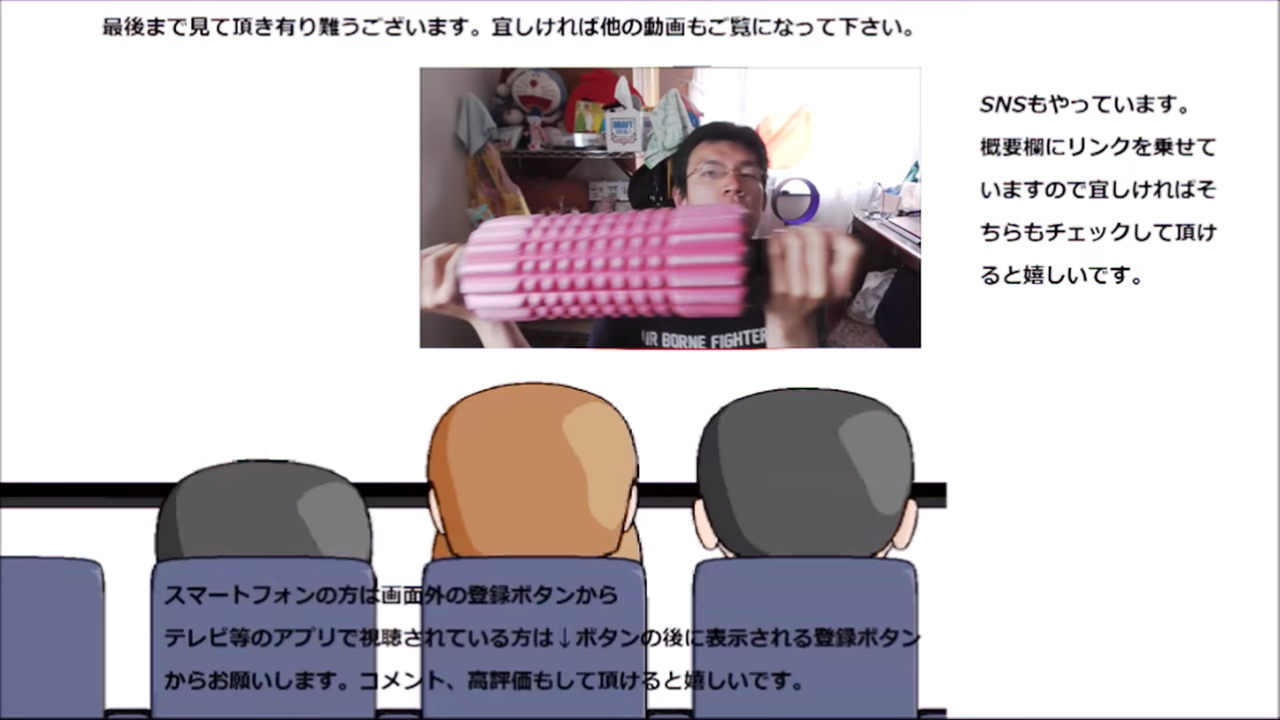 最後まで見て頂き有り難うございます。宜しければ他の動画もご覧になって下さい。
SNSもやっています。
概要欄にリンクを乗せて
いますので宜しければそ
ちらもチェックして頂け
ると嬉しいです。
DRAFT
IR BORNE FIGHTER
スマートフォンの方は画面外の登録ボタンから
テレビ等のアプリで視聴されている方は↓ボタンの後に表示される登録ボタン
からお願いします。コメント、高評価もして頂けると嬉しいです。